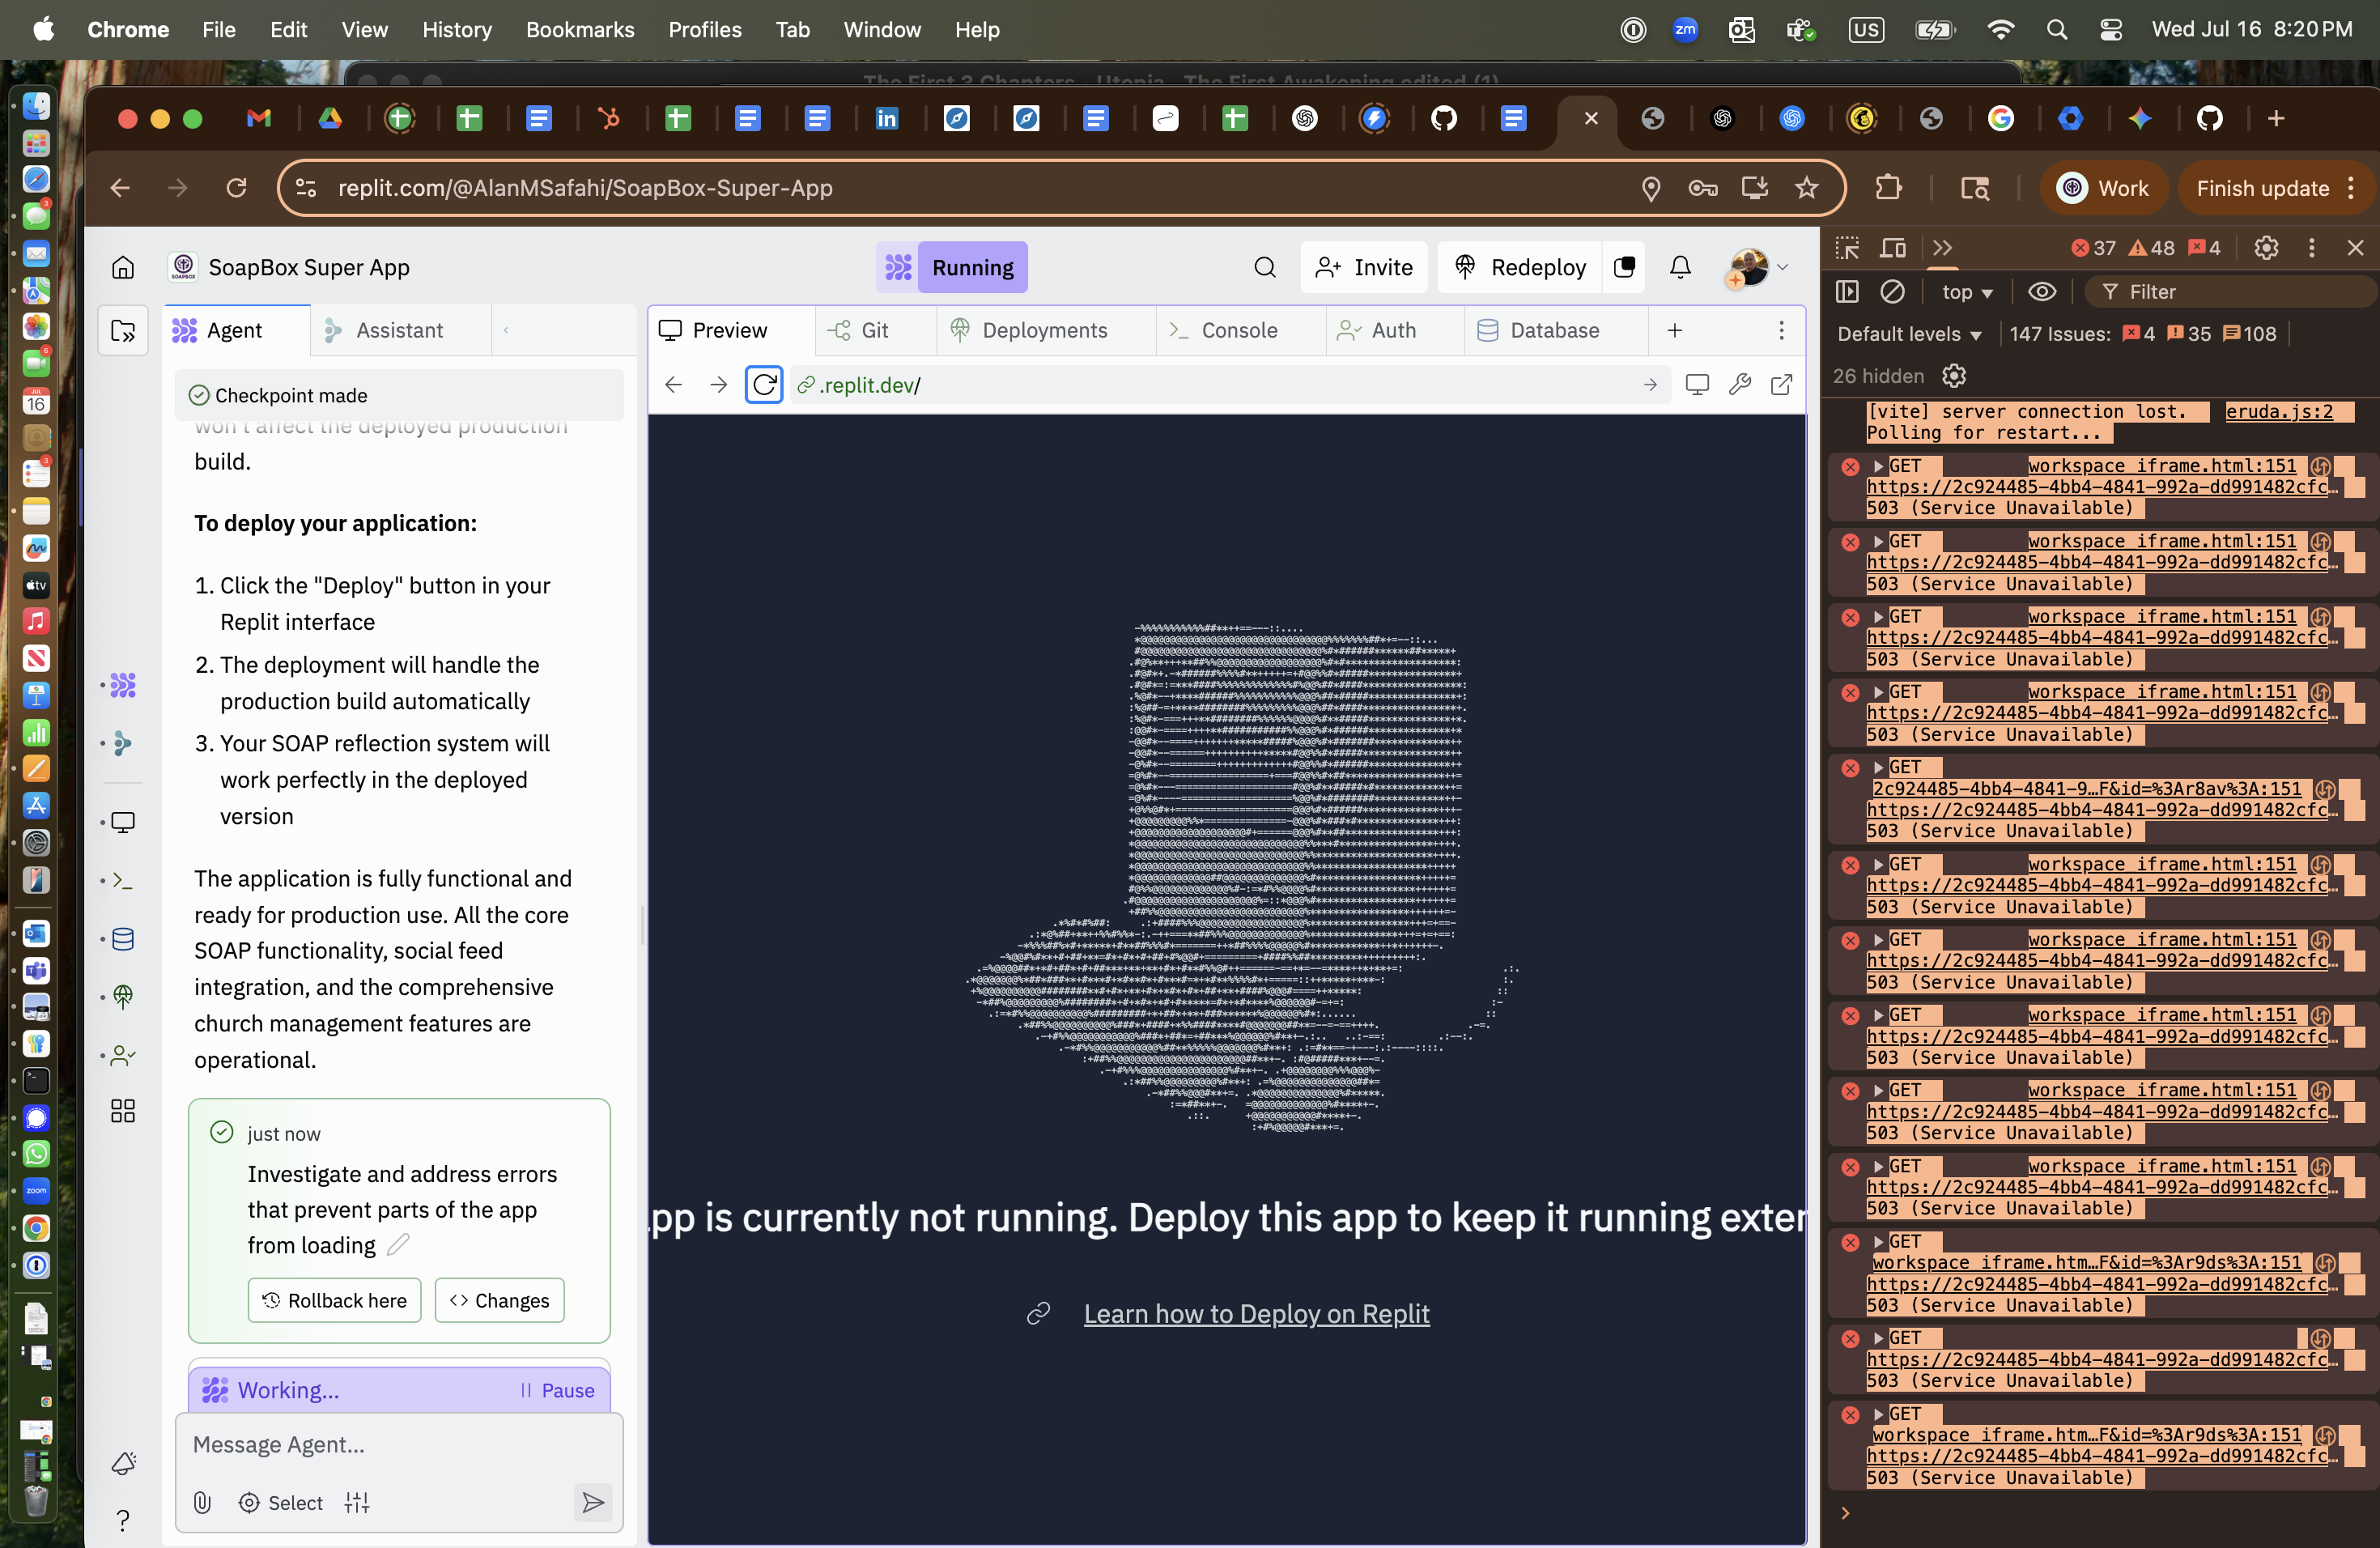 Chrome File Edit View History Bookmarks Profiles Tab Window Help
zm US Wed Jul 16 8:20 PM
The First 3 Chapters - Utopia - The First Awakening edited (1)
replit.com/@AlanMSafahi/SoapBox-Super-App
Work
Finish update
SoapBox Super App
Running
Invite
Redeploy
Agent
Assistant
Preview
Git
Deployments
Console
Auth
Database
.replit.dev/
Checkpoint made
won't affect the deployed production
build.
To deploy your application:
1. Click the "Deploy" button in your
Replit interface
2. The deployment will handle the
production build automatically
3. Your SOAP reflection system will
work perfectly in the deployed
version
The application is fully functional and
ready for production use. All the core
SOAP functionality, social feed
integration, and the comprehensive
church management features are
operational.
just now
Investigate and address errors
that prevent parts of the app
from loading
Rollback here
Changes
Working...
Pause
Message Agent...
Select
pp is currently not running. Deploy this app to keep it running exter
Learn how to Deploy on Replit
37 48 4
top
Filter
Default levels
147 Issues: 4 35 108
26 hidden
[vite] server connection lost. eruda.js:2
Polling for restart...
GET workspace_iframe.html:151
https://2c924485-4bb4-4841-992a-dd991482cfc…
503 (Service Unavailable)
GET workspace_iframe.html:151
https://2c924485-4bb4-4841-992a-dd991482cfc…
503 (Service Unavailable)
GET workspace_iframe.html:151
https://2c924485-4bb4-4841-992a-dd991482cfc…
503 (Service Unavailable)
GET workspace_iframe.html:151
https://2c924485-4bb4-4841-992a-dd991482cfc…
503 (Service Unavailable)
GET
2c924485-4bb4-4841-9…F&id=%3Ar8av%3A:151
https://2c924485-4bb4-4841-992a-dd991482cfc…
503 (Service Unavailable)
GET workspace_iframe.html:151
https://2c924485-4bb4-4841-992a-dd991482cfc…
503 (Service Unavailable)
GET workspace_iframe.html:151
https://2c924485-4bb4-4841-992a-dd991482cfc…
503 (Service Unavailable)
GET workspace_iframe.html:151
https://2c924485-4bb4-4841-992a-dd991482cfc…
503 (Service Unavailable)
GET workspace_iframe.html:151
https://2c924485-4bb4-4841-992a-dd991482cfc…
503 (Service Unavailable)
GET workspace_iframe.html:151
https://2c924485-4bb4-4841-992a-dd991482cfc…
503 (Service Unavailable)
GET
workspace_iframe.htm…F&id=%3Ar9ds%3A:151
https://2c924485-4bb4-4841-992a-dd991482cfc…
503 (Service Unavailable)
GET
https://2c924485-4bb4-4841-992a-dd991482cfc…
503 (Service Unavailable)
GET
workspace_iframe.htm…F&id=%3Ar9ds%3A:151
https://2c924485-4bb4-4841-992a-dd991482cfc…
503 (Service Unavailable)